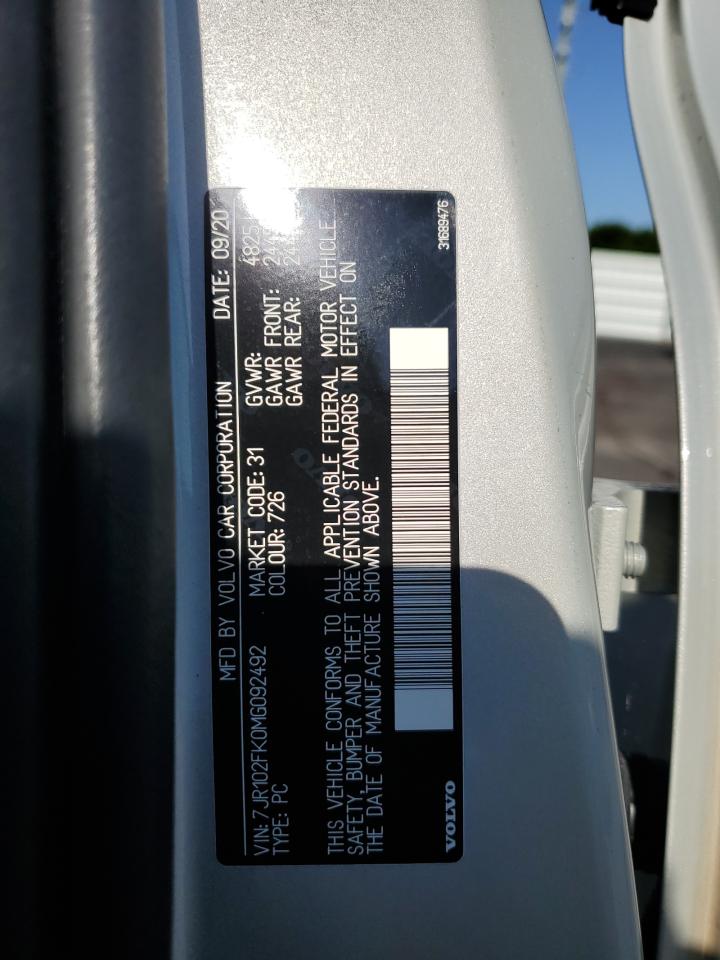 MFD BY VOLVO CAR CORPORATION DATE: 09/20
VIN: 7JR102FK0MG092492 MARKET CODE: 31 GVWR: 4825
TYPE: PC COLOUR: 726 GAWR FRONT:
GAWR REAR:
THIS VEHICLE CONFORMS TO ALL APPLICABLE FEDERAL MOTOR VEHICLE
SAFETY, BUMPER AND THEFT PREVENTION STANDARDS IN EFFECT ON
THE DATE OF MANUFACTURE SHOWN ABOVE.
VOLVO 31689476